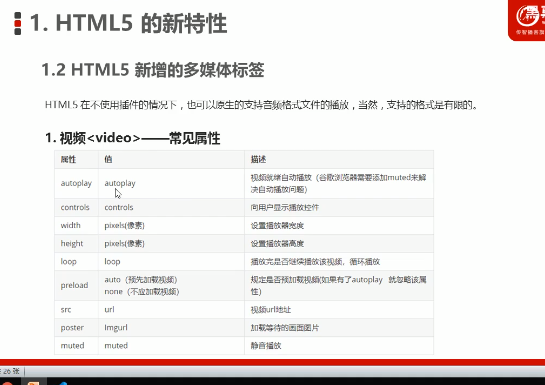 1. HTML5 的新特性
1.2 HTML5 新增的多媒体标签
HTML5 在不使用插件的情况下，也可以原生的支持音频格式文件的播放，当然，支持的格式是有限的。
1. 视频<video>——常见属性
属性 值 描述
autoplay autoplay 视频就绪自动播放（谷歌浏览器需要添加muted来解
决自动播放问题）
controls controls 向用户显示播放控件
width pixels(像素) 设置播放器宽度
height pixels(像素) 设置播放器高度
loop loop 播放完是否继续播放该视频，循环播放
preload auto（预先加载视频）
none（不应加载视频） 规定是否预加载视频(如果有了autoplay 就忽略该属
性)
src url 视频url地址
poster Imgurl 加载等待的画面图片
muted muted 静音播放
26 张